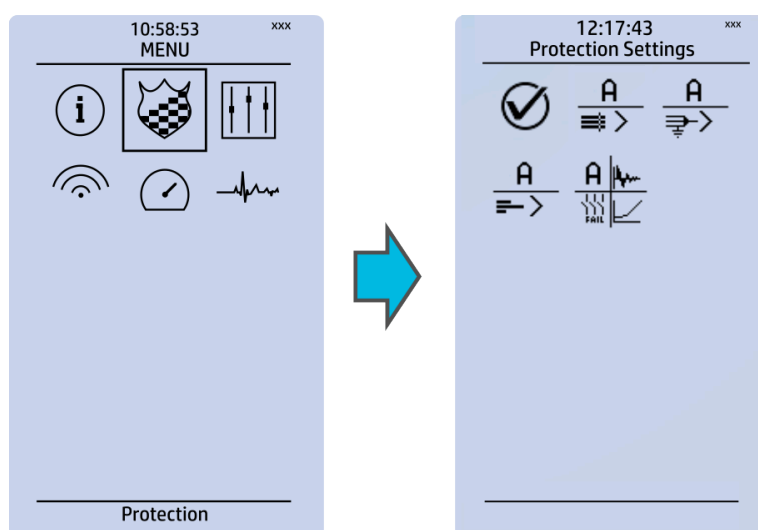 10:58:53 xxx
MENU
i
Protection
12:17:43 xxx
Protection Settings
A
A
A
A
FAIL